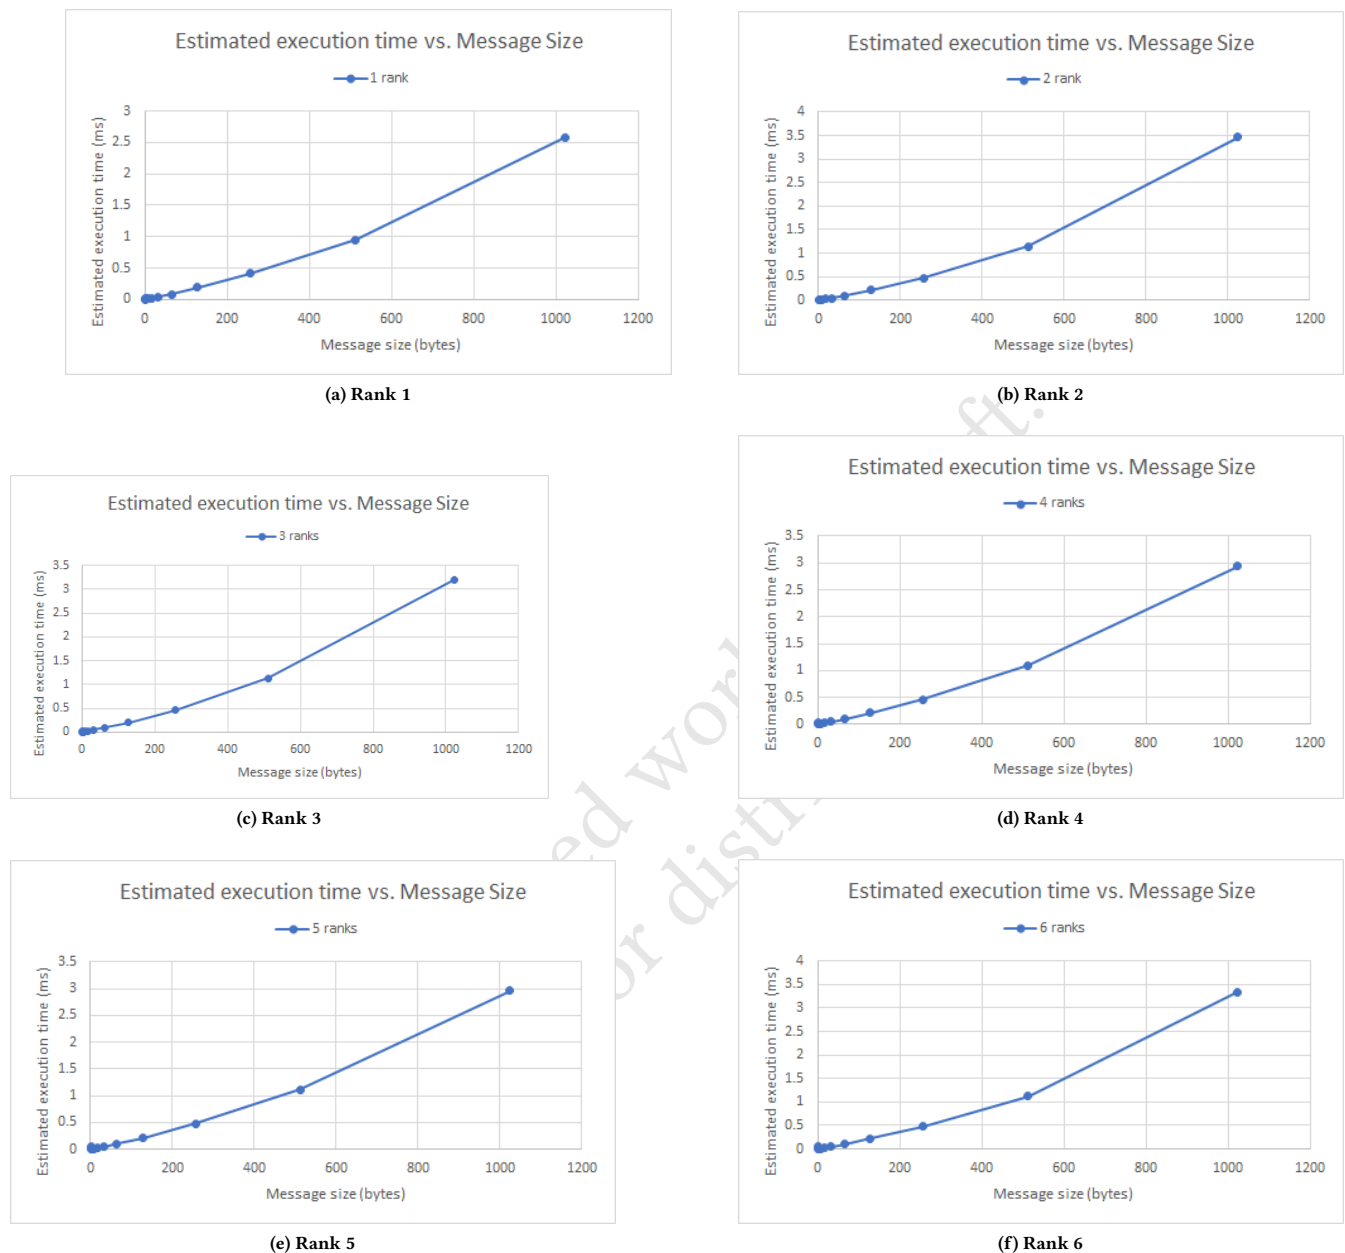 Estimated execution time vs. Message Size
1 rank
Estimated execution time (ms)
3
2.5
2
1.5
1
0.5
0
0 200 400 600 800 1000 1200
Message size (bytes)
(a) Rank 1
Estimated execution time vs. Message Size
2 rank
Estimated execution time (ms)
4
3.5
3
2.5
2
1.5
1
0.5
0
0 200 400 600 800 1000 1200
Message size (bytes)
(b) Rank 2
Estimated execution time vs. Message Size
3 ranks
Estimated execution time (ms)
3.5
3
2.5
2
1.5
1
0.5
0
0 200 400 600 800 1000 1200
Message size (bytes)
(c) Rank 3
Estimated execution time vs. Message Size
4 ranks
Estimated execution time (ms)
3.5
3
2.5
2
1.5
1
0.5
0
0 200 400 600 800 1000 1200
Message size (bytes)
(d) Rank 4
Estimated execution time vs. Message Size
5 ranks
Estimated execution time (ms)
3.5
3
2.5
2
1.5
1
0.5
0
0 200 400 600 800 1000 1200
Message size (bytes)
(e) Rank 5
Estimated execution time vs. Message Size
6 ranks
Estimated execution time (ms)
4
3.5
3
2.5
2
1.5
1
0.5
0
0 200 400 600 800 1000 1200
Message size (bytes)
(f) Rank 6